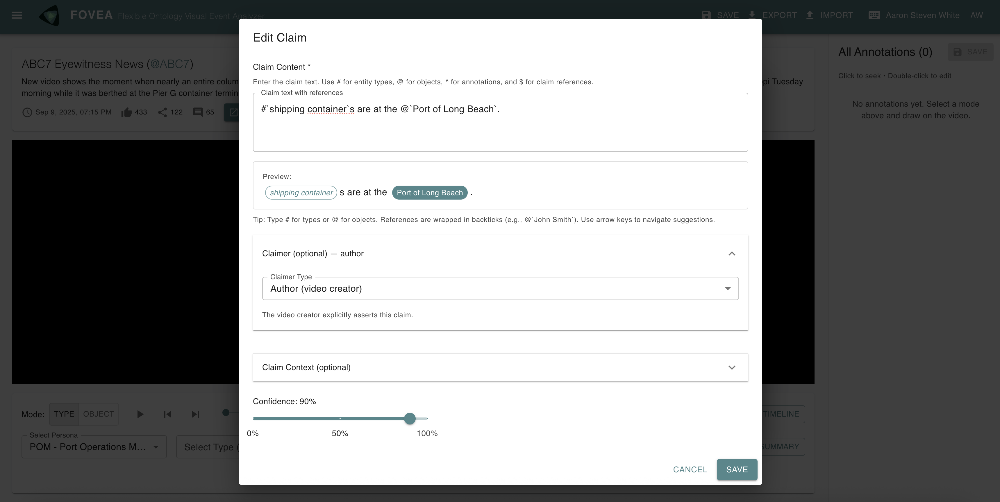 FOVEA Flexible Ontology Visual Event Analyzer
SAVE EXPORT IMPORT Aaron Steven White AW
Edit Claim
ABC7 Eyewitness News (@ABC7)
New video shows the moment when nearly an entire colum
pi Tuesday
morning while it was berthed at the Pier G container termin
Sep 9, 2025, 07:15 PM 433 122 65
Claim Content *
Enter the claim text. Use # for entity types, @ for objects, ^ for annotations, and $ for claim references.
Claim text with references
#`shipping container`s are at the @`Port of Long Beach`.
Preview:
shipping container s are at the Port of Long Beach .
Tip: Type # for types or @ for objects. References are wrapped in backticks (e.g., @`John Smith`). Use arrow keys to navigate suggestions.
Claimer (optional) — author
Claimer Type
Author (video creator)
The video creator explicitly asserts this claim.
Claim Context (optional)
Confidence: 90%
0% 50% 100%
CANCEL SAVE
Mode: TYPE OBJECT
TIMELINE
Select Persona
POM - Port Operations M...
Select Type (
SUMMARY
All Annotations (0) SAVE
Click to seek • Double-click to edit
No annotations yet. Select a mode
above and draw on the video.